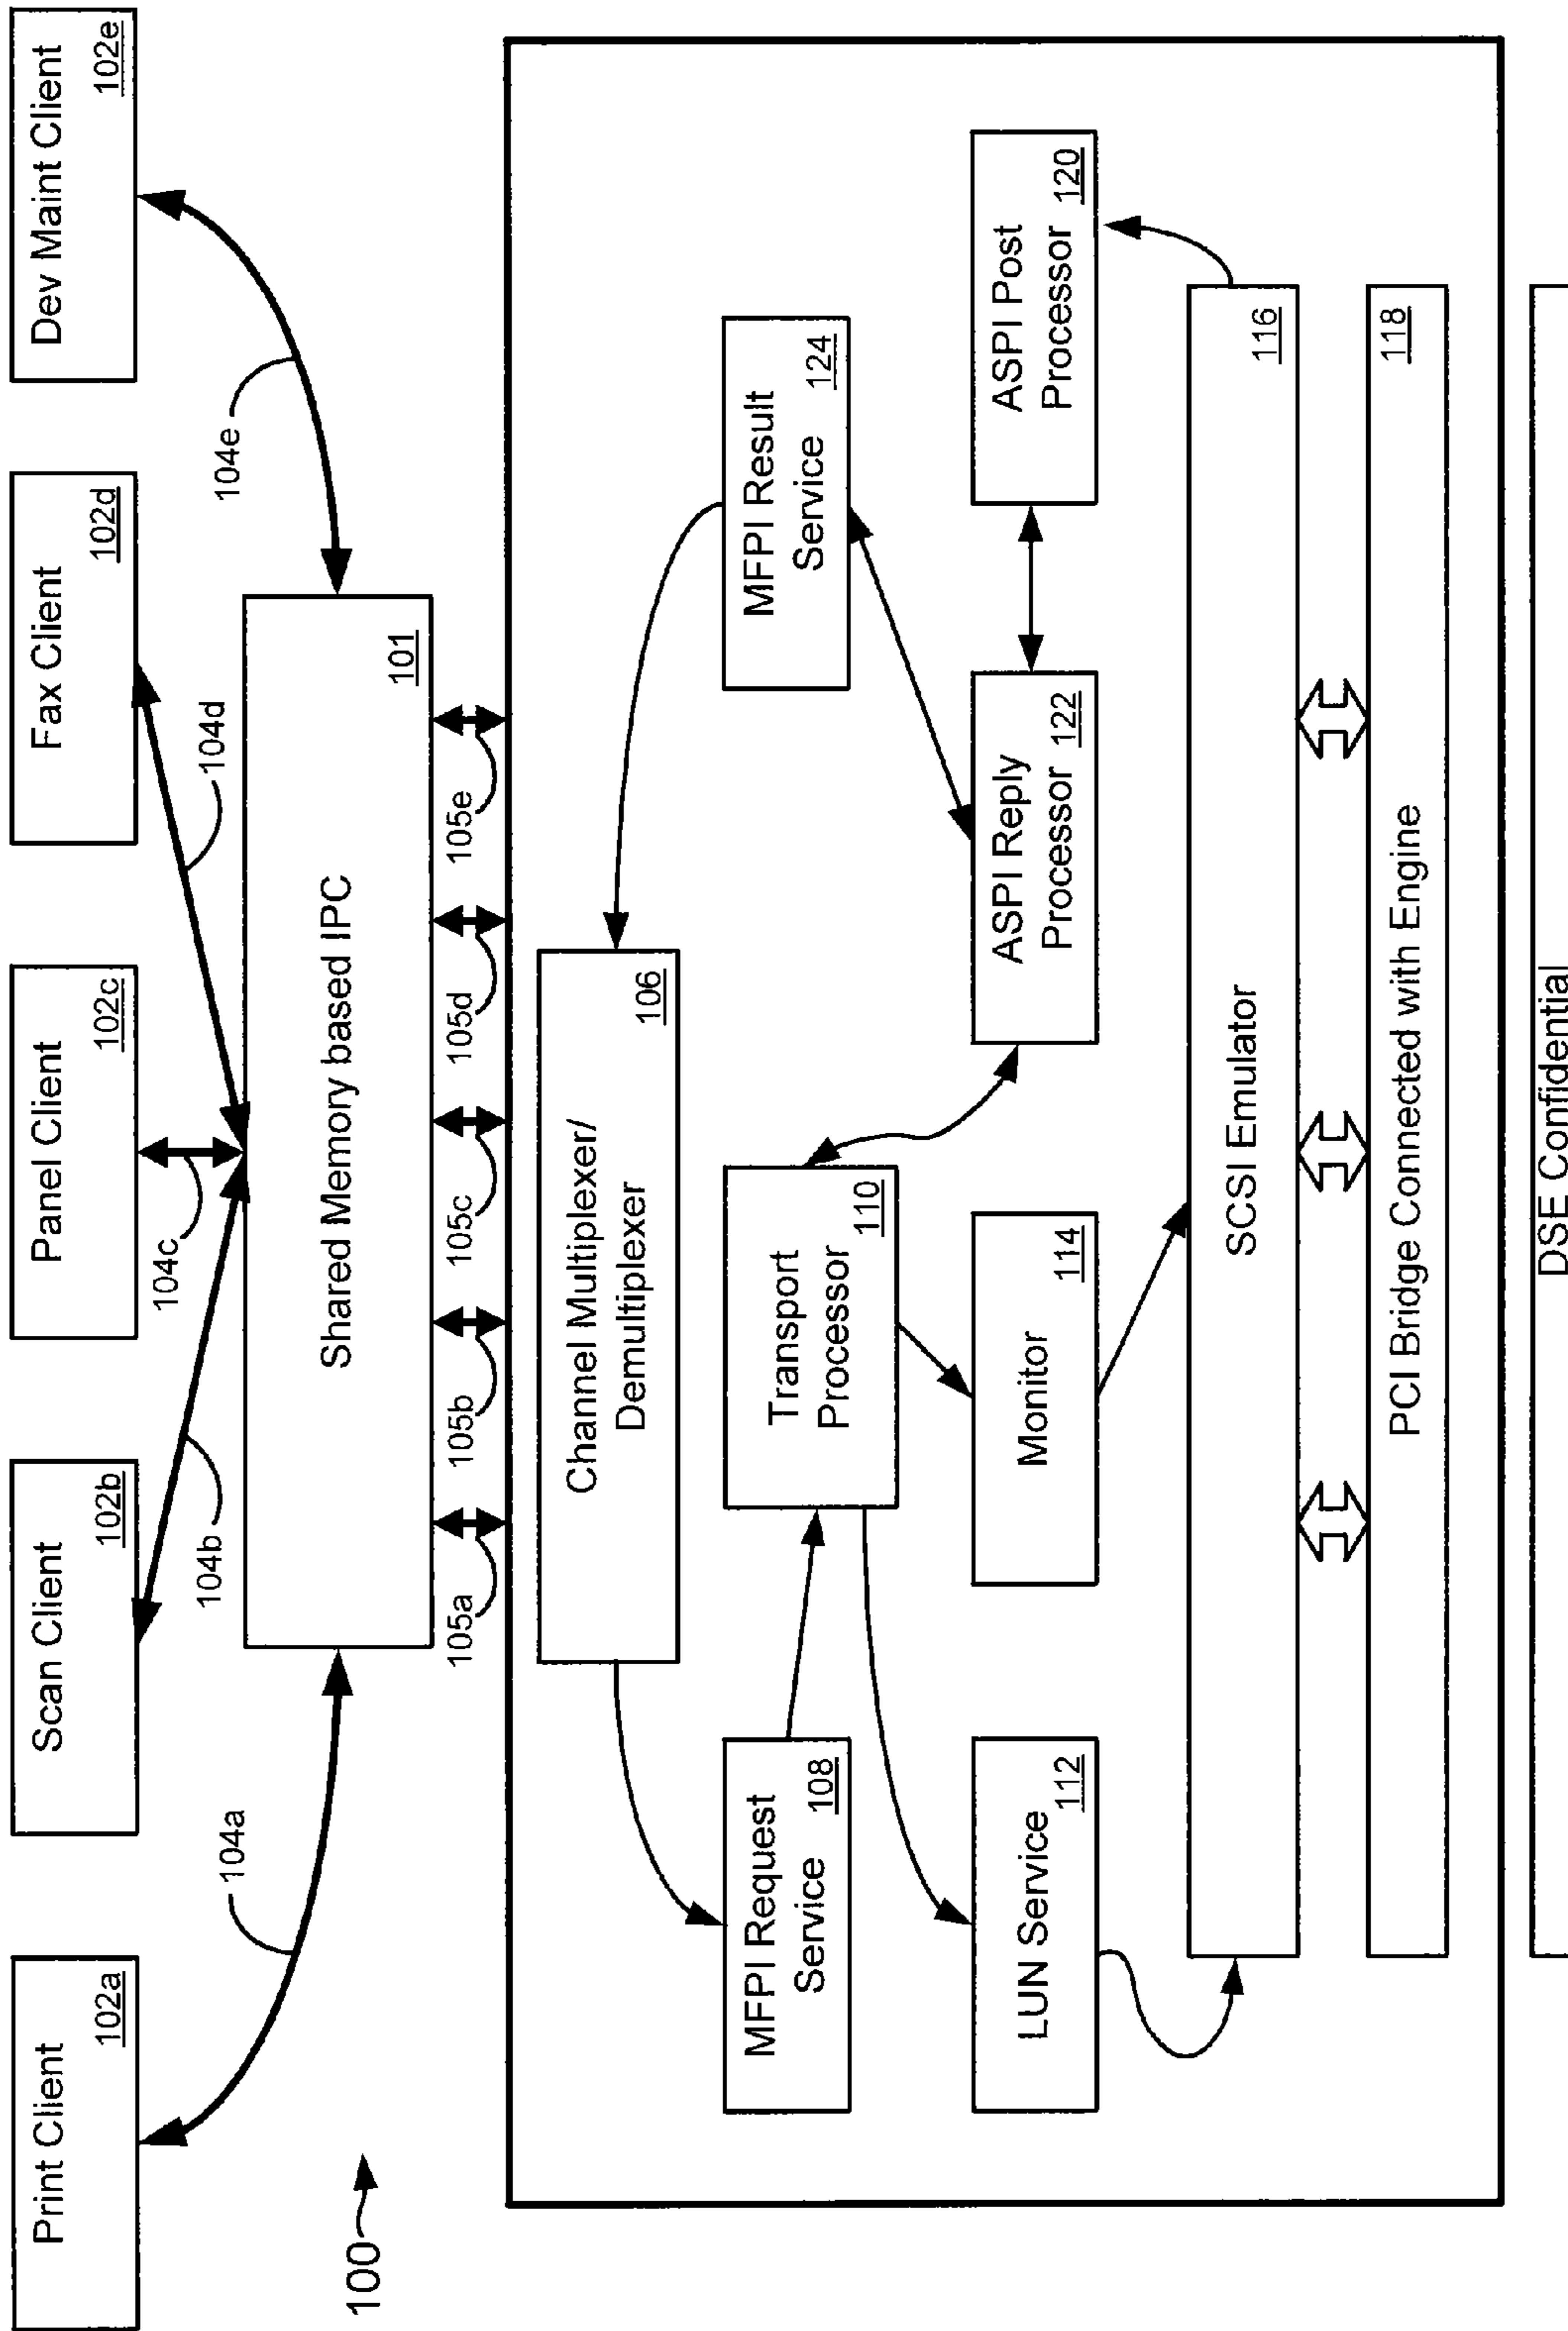 Print Client
102a
Scan Client
102b
Panel Client
102c
Fax Client
102d
Dev Maint Client
102e
104a
104b
104c
104d
104e
Shared Memory based IPC
101
100
105a
105b
105c
105d
105e
Channel Multiplexer/
Demultiplexer
106
MFPI Request
Service
108
Transport
Processor
110
MFPI Result
Service
124
LUN Service
112
Monitor
114
ASPI Reply
Processor
122
ASPI Post
Processor
120
SCSI Emulator
116
PCI Bridge Connected with Engine
118
DSE Confidential